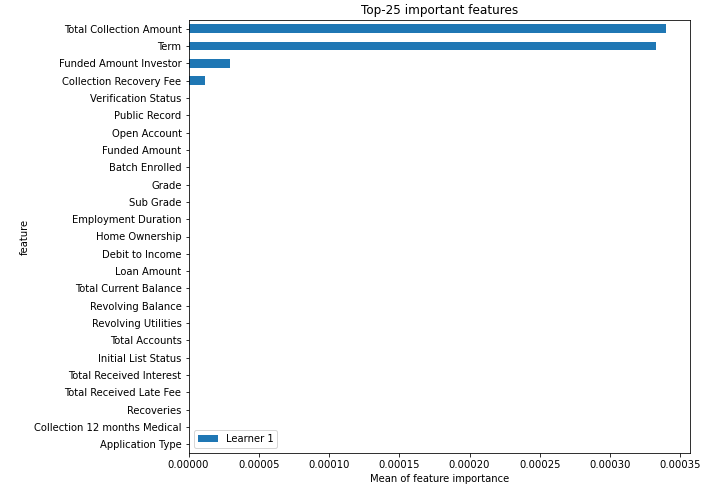 Top-25 important features
Total Collection Amount
Term
Funded Amount Investor
Collection Recovery Fee
Verification Status
Public Record
Open Account
Funded Amount
Batch Enrolled
Grade
Sub Grade
Employment Duration
Home Ownership
Debit to Income
Loan Amount
Total Current Balance
Revolving Balance
Revolving Utilities
Total Accounts
Initial List Status
Total Received Interest
Total Received Late Fee
Recoveries
Collection 12 months Medical
Application Type
feature
Learner 1
0.00000 0.00005 0.00010 0.00015 0.00020 0.00025 0.00030 0.00035
Mean of feature importance